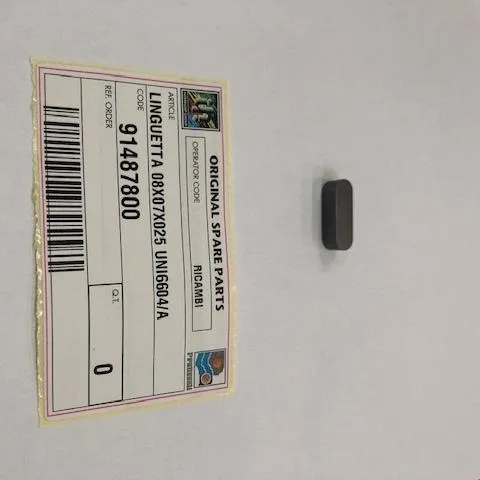 ORIGINAL SPARE PARTS
OPERATOR CODE
RICAMBI
ARTICLE
LINGUETTA 08X07X025 UNI6604/A
CODE
91487800
Q.T.
0
REF. ORDER